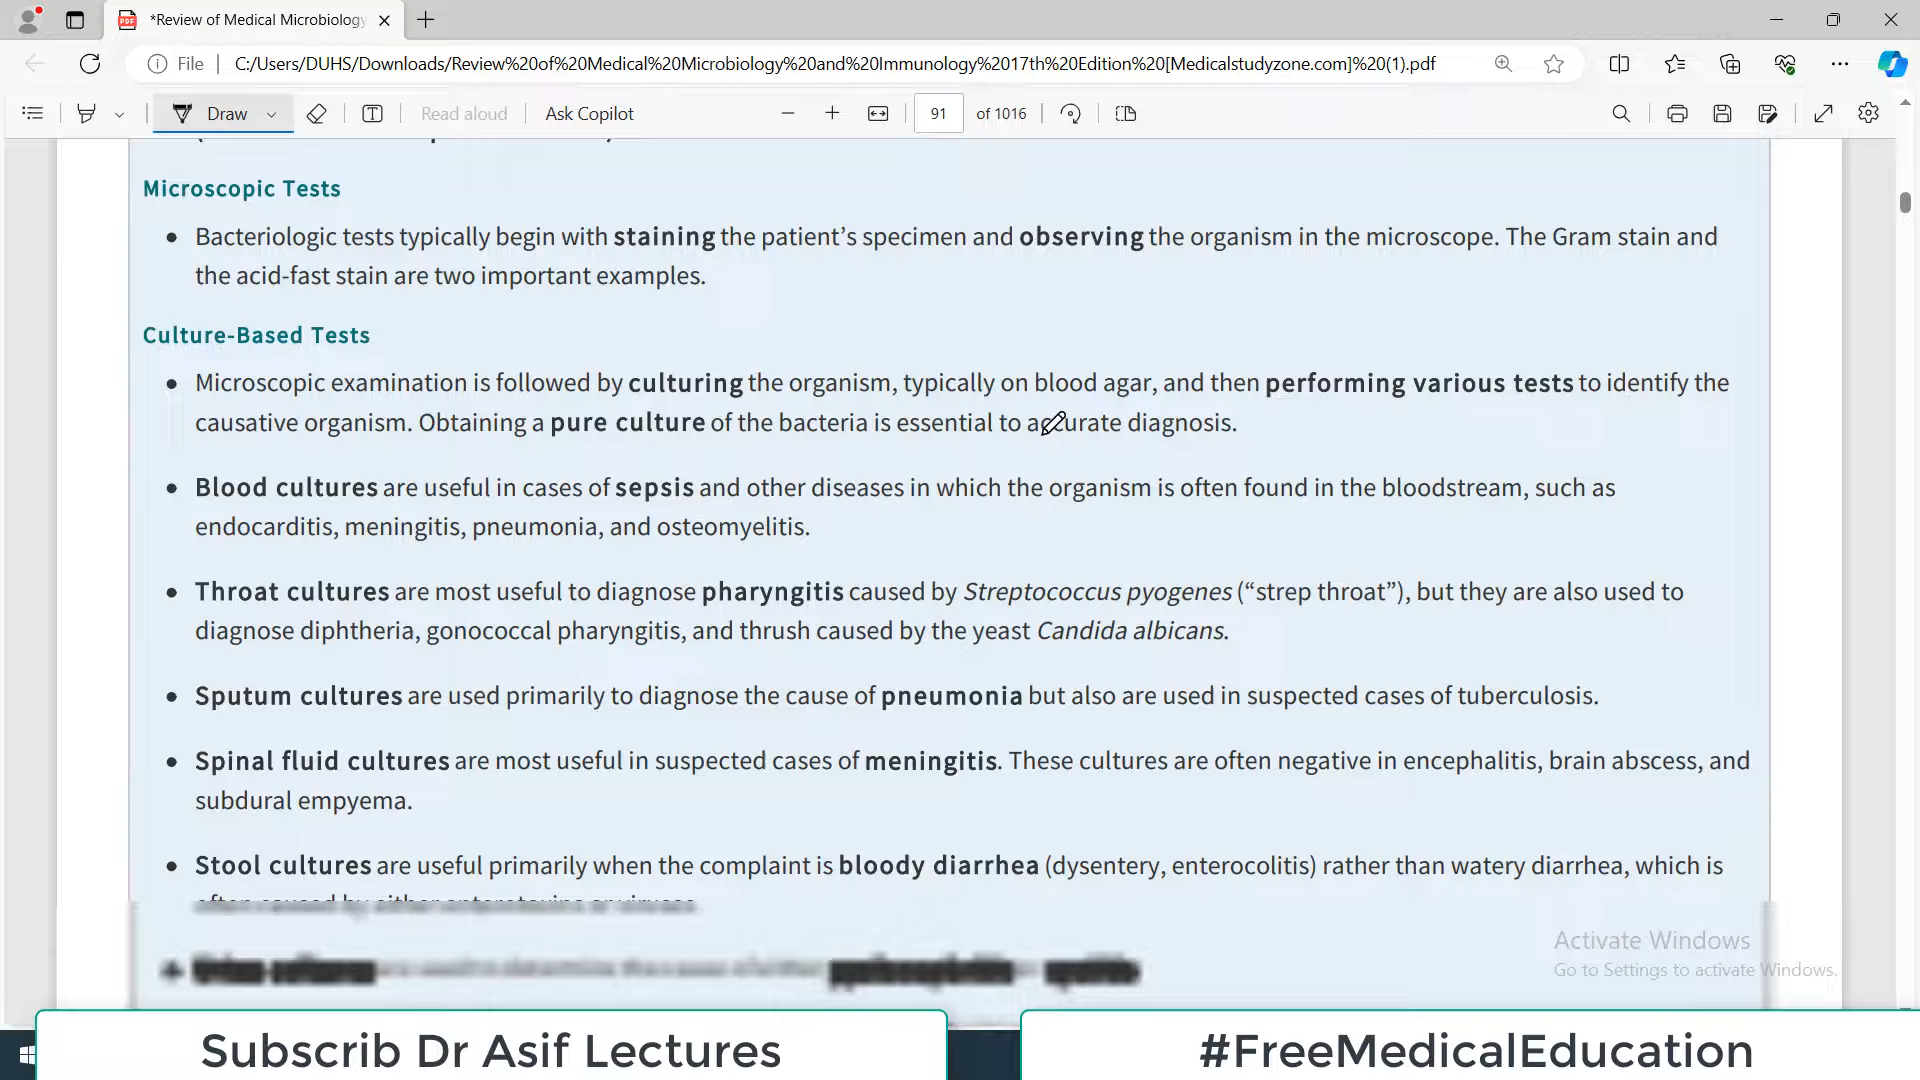 *Review of Medical Microbiology
File
C:/Users/DUHS/Downloads/Review%20of%20Medical%20Microbiology%20and%20Immunology%2017th%20Edition%20[Medicalstudyzone.com]%20(1).pdf
Draw
Read aloud
Ask Copilot
91
of 1016
Microscopic Tests
• Bacteriologic tests typically begin with staining the patient’s specimen and observing the organism in the microscope. The Gram stain and
the acid-fast stain are two important examples.
Culture-Based Tests
• Microscopic examination is followed by culturing the organism, typically on blood agar, and then performing various tests to identify the
causative organism. Obtaining a pure culture of the bacteria is essential to accurate diagnosis.
• Blood cultures are useful in cases of sepsis and other diseases in which the organism is often found in the bloodstream, such as
endocarditis, meningitis, pneumonia, and osteomyelitis.
• Throat cultures are most useful to diagnose pharyngitis caused by Streptococcus pyogenes (“strep throat”), but they are also used to
diagnose diphtheria, gonococcal pharyngitis, and thrush caused by the yeast Candida albicans.
• Sputum cultures are used primarily to diagnose the cause of pneumonia but also are used in suspected cases of tuberculosis.
• Spinal fluid cultures are most useful in suspected cases of meningitis. These cultures are often negative in encephalitis, brain abscess, and
subdural empyema.
• Stool cultures are useful primarily when the complaint is bloody diarrhea (dysentery, enterocolitis) rather than watery diarrhea, which is
often caused by either enterotoxins or viruses.
Activate Windows
Go to Settings to activate Windows.
Subscrib Dr Asif Lectures
#FreeMedicalEducation